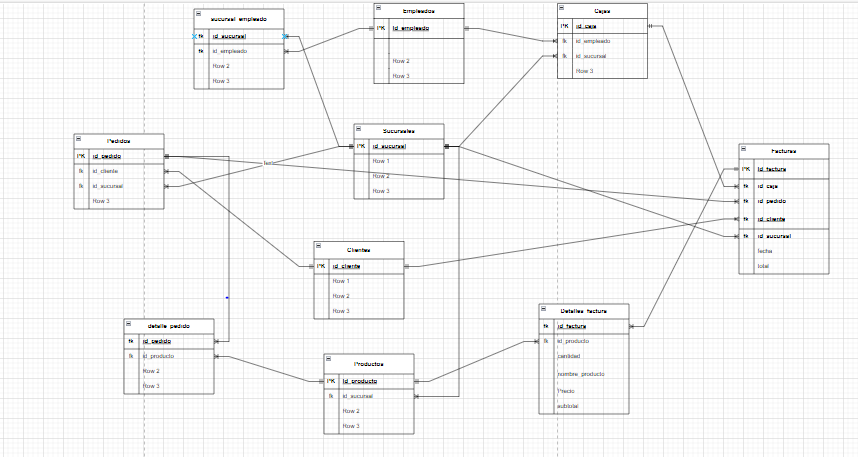 sucursal_empleado
fk id_sucursal
fk id_empleado
Row 2
Row 3
Empleados
PK id_empleado
Row 2
Row 3
Cajas
PK id_caja
fk id_empleado
fk id_sucursal
Row 3
Pedidos
PK id_pedido
fk id_cliente
fk id_sucursal
Row 3
Sucursales
PK id_sucursal
Row 1
Row 2
Row 3
Facturas
PK id_factura
fk id_caja
fk id_pedido
fk id_cliente
fk id_sucursal
fecha
total
Clientes
PK id_cliente
Row 1
Row 2
Row 3
detalle_pedido
fk id_pedido
fk id_producto
Row 2
Row 3
Productos
PK id_producto
fk id_sucursal
Row 2
Row 3
Detalles_factura
fk id_factura
fk id_producto
cantidad
nombre_producto
Precio
subtotal